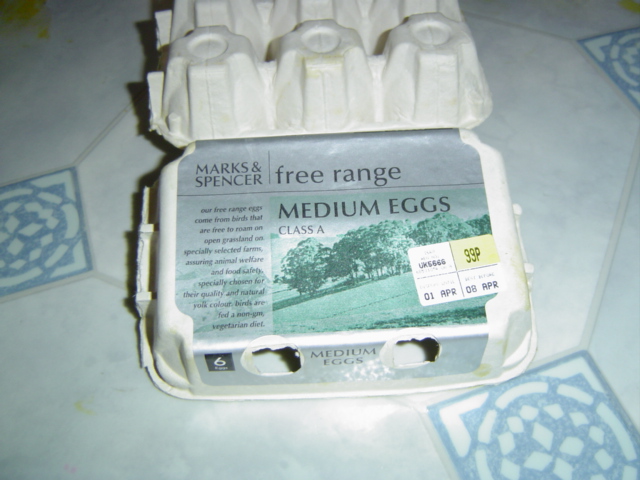 MARKS &
SPENCER
free range
our free range eggs
come from birds that
are free to roam on
open grassland on
specially selected farms,
assuring animal welfare
and food safety.
specially chosen for
their quality and natural
yolk colour. birds are
fed a non-gm,
vegetarian diet.
MEDIUM EGGS
CLASS A
UK5666
99P
01 APR
08 APR
6
Eggs
MEDIUM
EGGS